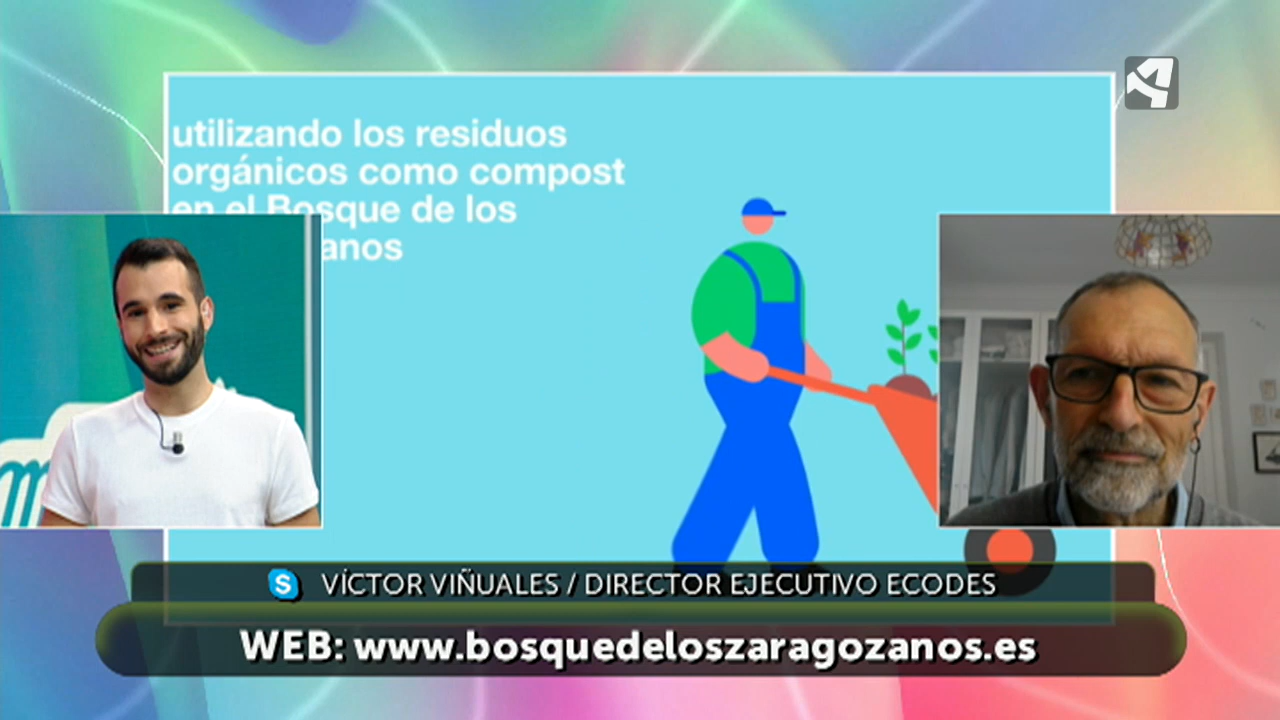 utilizando los residuos
orgánicos como compost
en el Bosque de los
anos
VÍCTOR VIÑUALES / DIRECTOR EJECUTIVO ECODES
WEB: www.bosquedeloszaragozanos.es